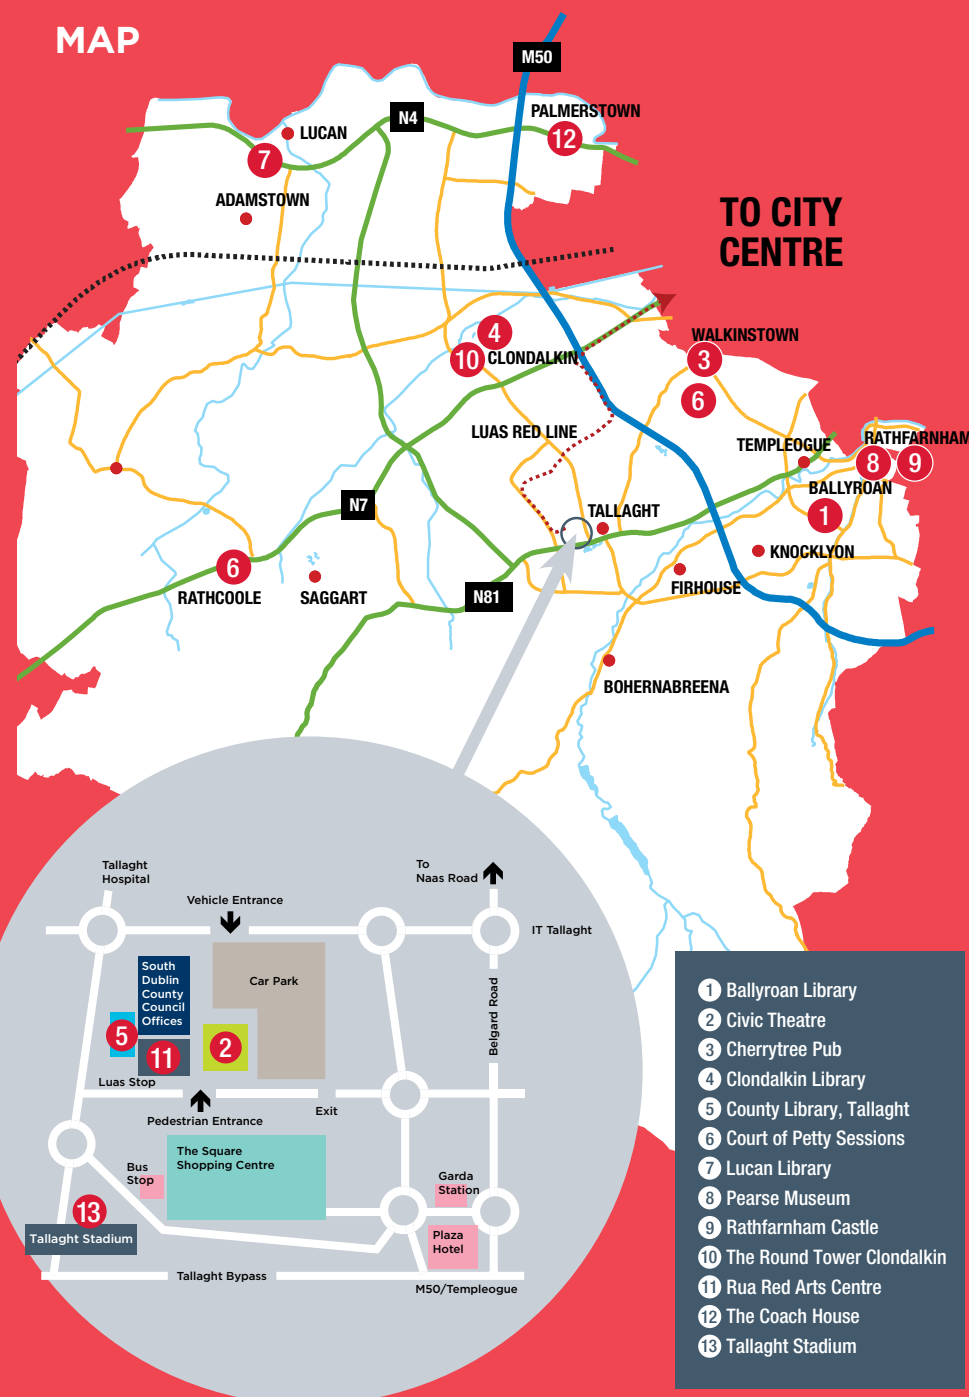 MAP
M50
PALMERSTOWN
N4
12
LUCAN
7
ADAMSTOWN
TO CITY
CENTRE
4
WALKINSTOWN
10 CLONDALKIN
3
6
LUAS RED LINE
TEMPLEOGUE
RATHFARNHAM
8
9
BALLYROAN
N7
TALLAGHT
1
KNOCKLYON
6
RATHCOOLE
SAGGART
N81
FIRHOUSE
BOHERNABREENA
Tallaght
Hospital
To
Naas Road
Vehicle Entrance
IT Tallaght
South
Dublin
County
Council
Offices
Car Park
Belgard Road
5
11
2
Luas Stop
Pedestrian Entrance
Exit
The Square
Shopping Centre
Bus
Stop
Garda
Station
13
Tallaght Stadium
Plaza
Hotel
Tallaght Bypass
M50/Templeogue
1 Ballyroan Library
2 Civic Theatre
3 Cherrytree Pub
4 Clondalkin Library
5 County Library, Tallaght
6 Court of Petty Sessions
7 Lucan Library
8 Pearse Museum
9 Rathfarnham Castle
10 The Round Tower Clondalkin
11 Rua Red Arts Centre
12 The Coach House
13 Tallaght Stadium